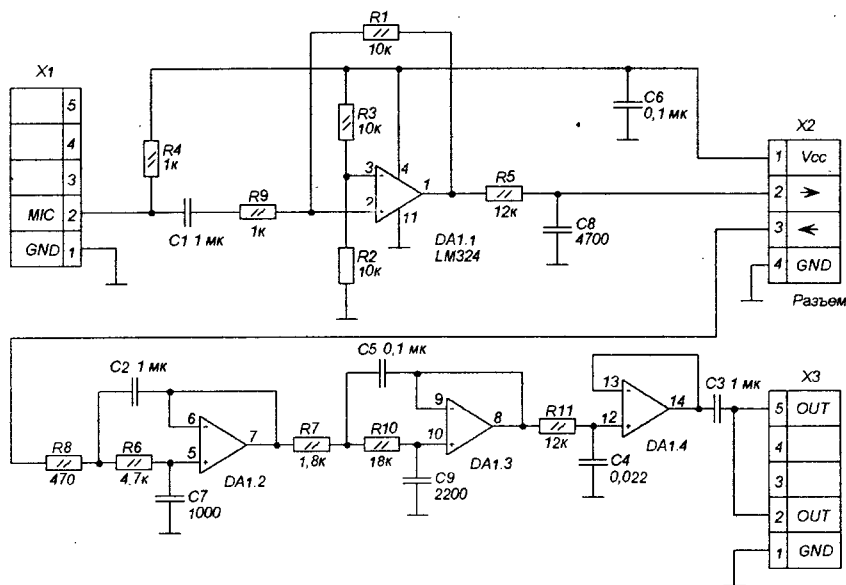 R1
10к
X1
5
4
3
MIC 2
GND 1
R4
1к
R3
10к
C6
0,1 мк
X2
1 Vcc
2
3
4 GND
Разъем
3
4
1
2
11
R5
12к
C1 1 мк
R9
1к
R2
10к
DA1.1
LM324
C8
4700
C2 1 мк
C5 0,1 мк
C3 1 мк
X3
5 OUT
4
3
2 OUT
1 GND
R8
470
R6
4.7к
6
5
7
DA1.2
C7
1000
R7
1,8к
R10
18к
9
10
8
DA1.3
C9
2200
R11
12к
13
12
14
DA1.4
C4
0,022